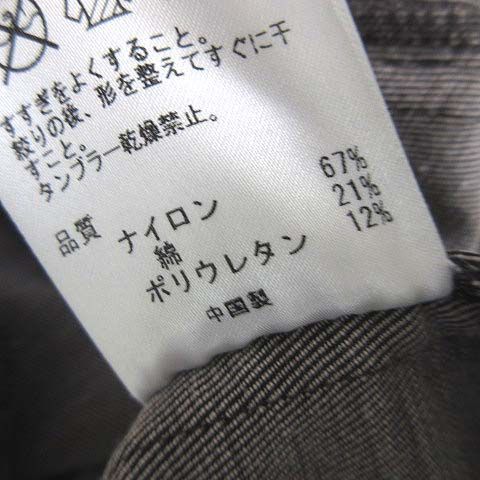 すすぎをよくすること。
絞りの後、形を整えてすぐに干
すこと。
タンブラー乾燥禁止。
品質 ナイロン 67%
綿 21%
ポリウレタン 12%
中国製